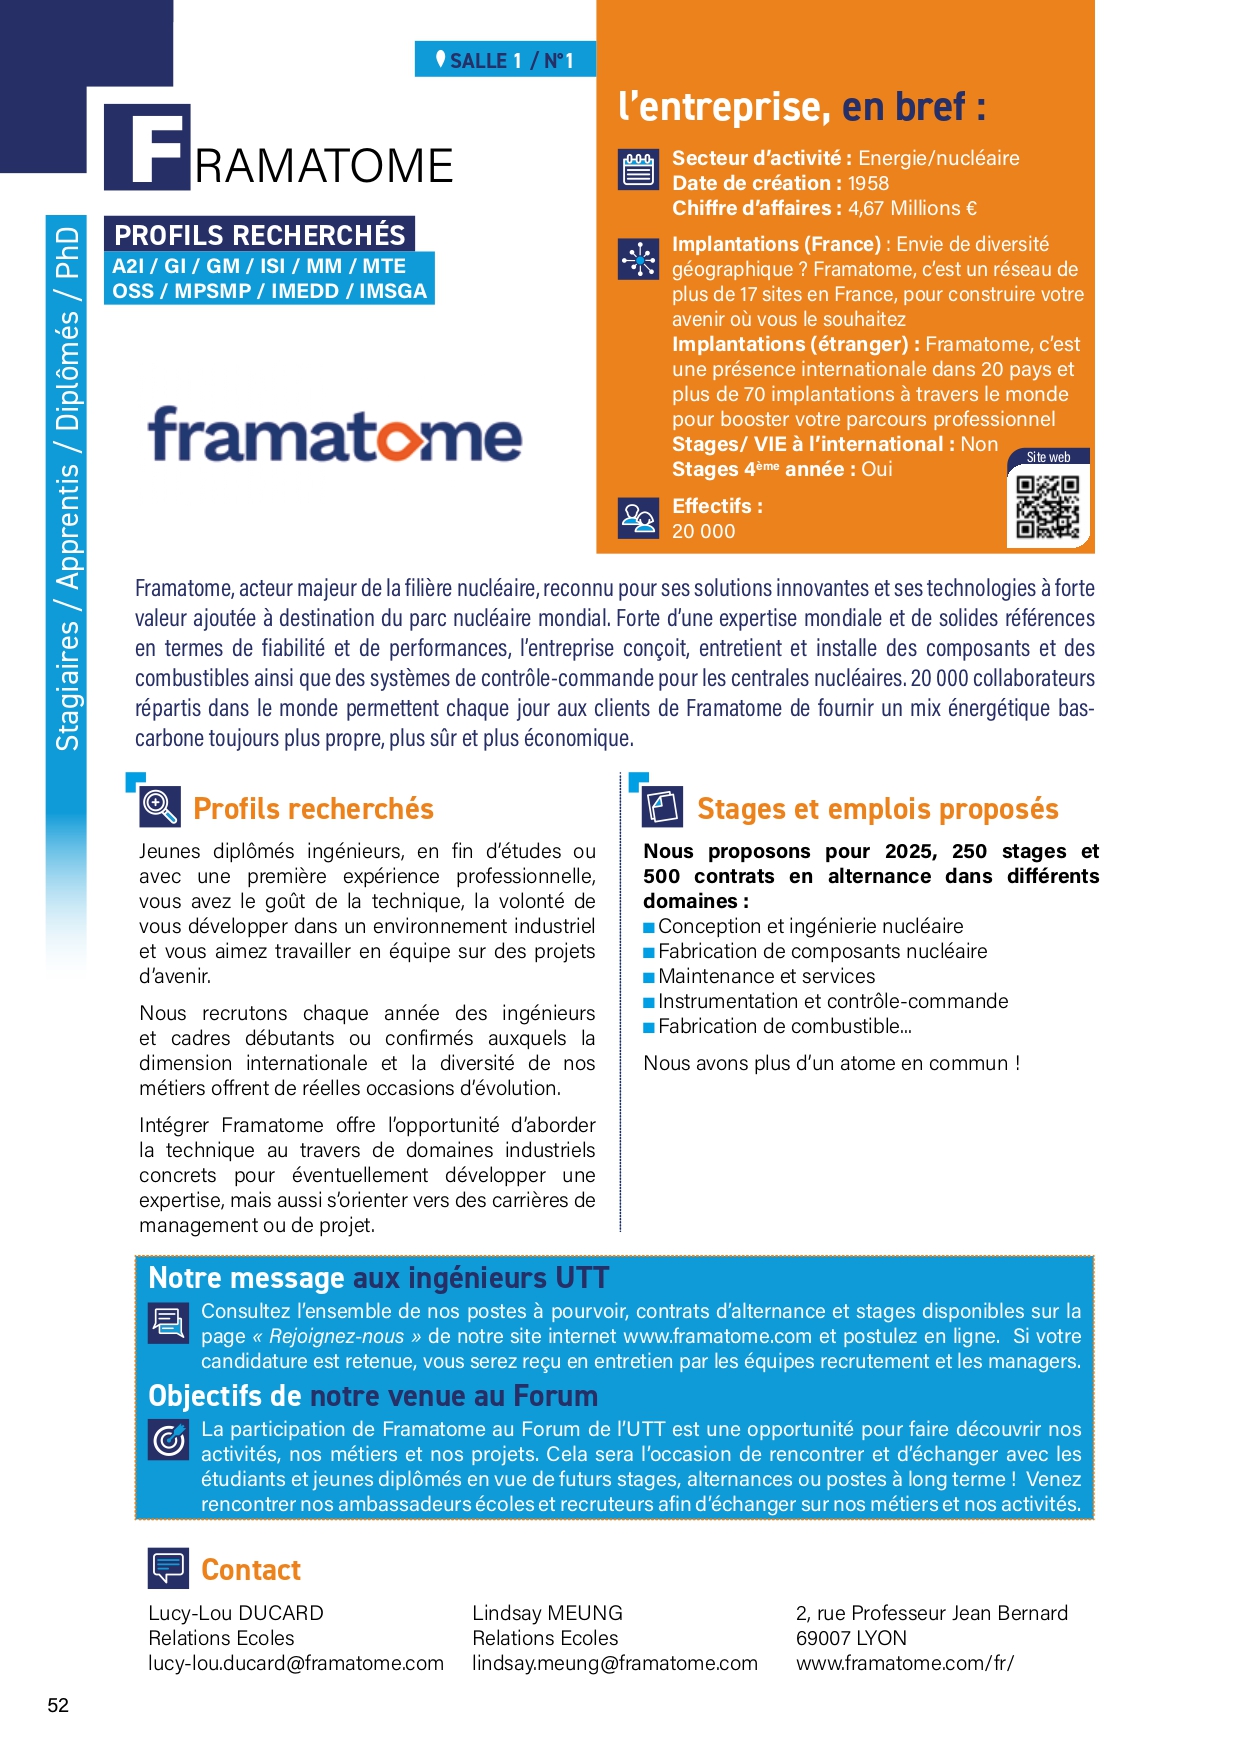 SALLE 1 / N°1
FRAMATOME
PROFILS RECHERCHÉS
A2I / GI / GM / ISI / MM / MTE
OSS / MPSMP / IMEDD / IMSGA
Stagiaires / Apprentis / Diplômés / PhD
framatome
l'entreprise, en bref :
Secteur d'activité : Energie/nucléaire
Date de création : 1958
Chiffre d'affaires : 4,67 Millions €
Implantations (France) : Envie de diversité
géographique ? Framatome, c'est un réseau de
plus de 17 sites en France, pour construire votre
avenir où vous le souhaitez
Implantations (étranger) : Framatome, c'est
une présence internationale dans 20 pays et
plus de 70 implantations à travers le monde
pour booster votre parcours professionnel
Stages/ VIE à l'international : Non
Stages 4ème année : Oui
Site web
Effectifs :
20 000
Framatome, acteur majeur de la filière nucléaire, reconnu pour ses solutions innovantes et ses technologies à forte
valeur ajoutée à destination du parc nucléaire mondial. Forte d'une expertise mondiale et de solides références
en termes de fiabilité et de performances, l'entreprise conçoit, entretient et installe des composants et des
combustibles ainsi que des systèmes de contrôle-commande pour les centrales nucléaires. 20 000 collaborateurs
répartis dans le monde permettent chaque jour aux clients de Framatome de fournir un mix énergétique bas-
carbone toujours plus propre, plus sûr et plus économique.
Profils recherchés
Jeunes diplômés ingénieurs, en fin d'études ou
avec une première expérience professionnelle,
vous avez le goût de la technique, la volonté de
vous développer dans un environnement industriel
et vous aimez travailler en équipe sur des projets
d'avenir.
Nous recrutons chaque année des ingénieurs
et cadres débutants ou confirmés auxquels la
dimension internationale et la diversité de nos
métiers offrent de réelles occasions d'évolution.
Intégrer Framatome offre l'opportunité d'aborder
la technique au travers de domaines industriels
concrets pour éventuellement développer une
expertise, mais aussi s'orienter vers des carrières de
management ou de projet.
Stages et emplois proposés
Nous proposons pour 2025, 250 stages et
500 contrats en alternance dans différents
domaines :
■ Conception et ingénierie nucléaire
■ Fabrication de composants nucléaire
■ Maintenance et services
■ Instrumentation et contrôle-commande
■ Fabrication de combustible...
Nous avons plus d'un atome en commun !
Notre message aux ingénieurs UTT
Consultez l'ensemble de nos postes à pourvoir, contrats d'alternance et stages disponibles sur la
page « Rejoignez-nous » de notre site internet www.framatome.com et postulez en ligne. Si votre
candidature est retenue, vous serez reçu en entretien par les équipes recrutement et les managers.
Objectifs de notre venue au Forum
La participation de Framatome au Forum de l'UTT est une opportunité pour faire découvrir nos
activités, nos métiers et nos projets. Cela sera l'occasion de rencontrer et d'échanger avec les
étudiants et jeunes diplômés en vue de futurs stages, alternances ou postes à long terme ! Venez
rencontrer nos ambassadeurs écoles et recruteurs afin d'échanger sur nos métiers et nos activités.
Contact
Lucy-Lou DUCARD
Relations Ecoles
lucy-lou.ducard@framatome.com
Lindsay MEUNG
Relations Ecoles
lindsay.meung@framatome.com
2, rue Professeur Jean Bernard
69007 LYON
www.framatome.com/fr/
52